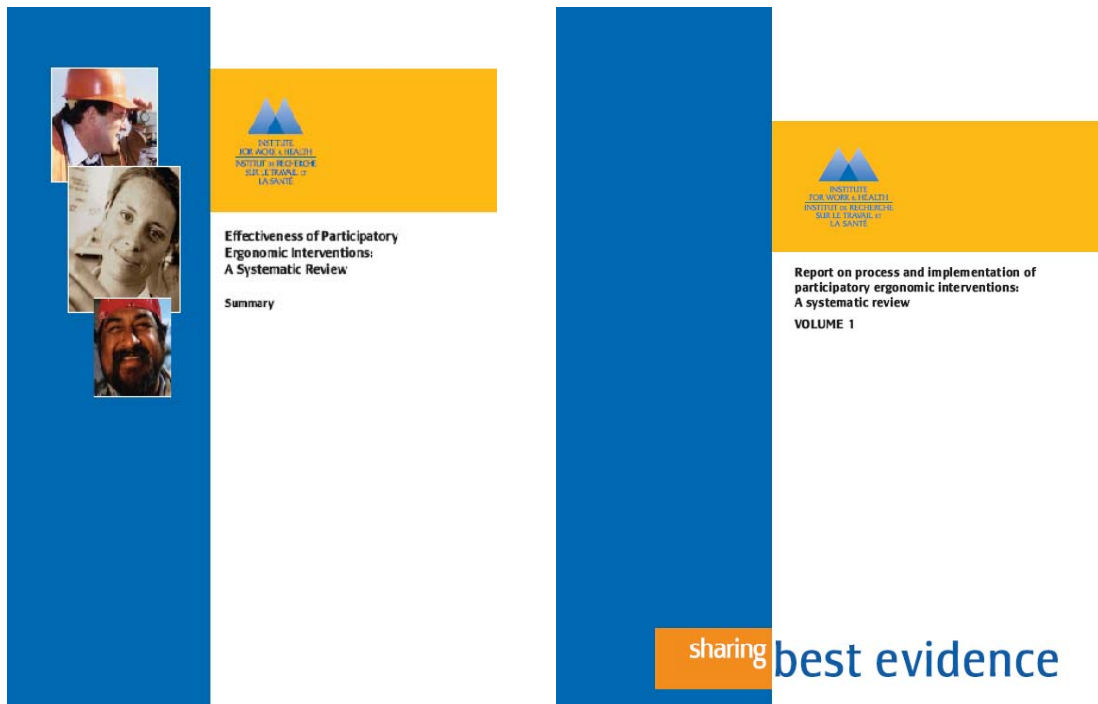 INSTITUTE
FOR WORK & HEALTH
INSTITUT DE RECHERCHE
SUR LE TRAVAIL ET
LA SANTÉ
Effectiveness of Participatory
Ergonomic Interventions:
A Systematic Review
Summary
INSTITUTE
FOR WORK & HEALTH
INSTITUT DE RECHERCHE
SUR LE TRAVAIL ET
LA SANTÉ
Report on process and implementation of
participatory ergonomic interventions:
A systematic review
VOLUME 1
sharing best evidence